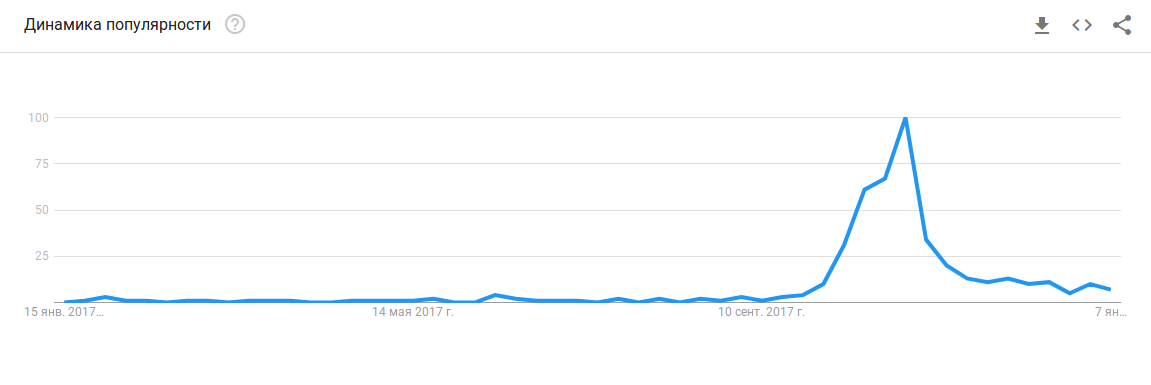 Динамика популярности
100
75
50
25
15 янв. 2017…
14 мая 2017 г.
10 сент. 2017 г.
7 ян…